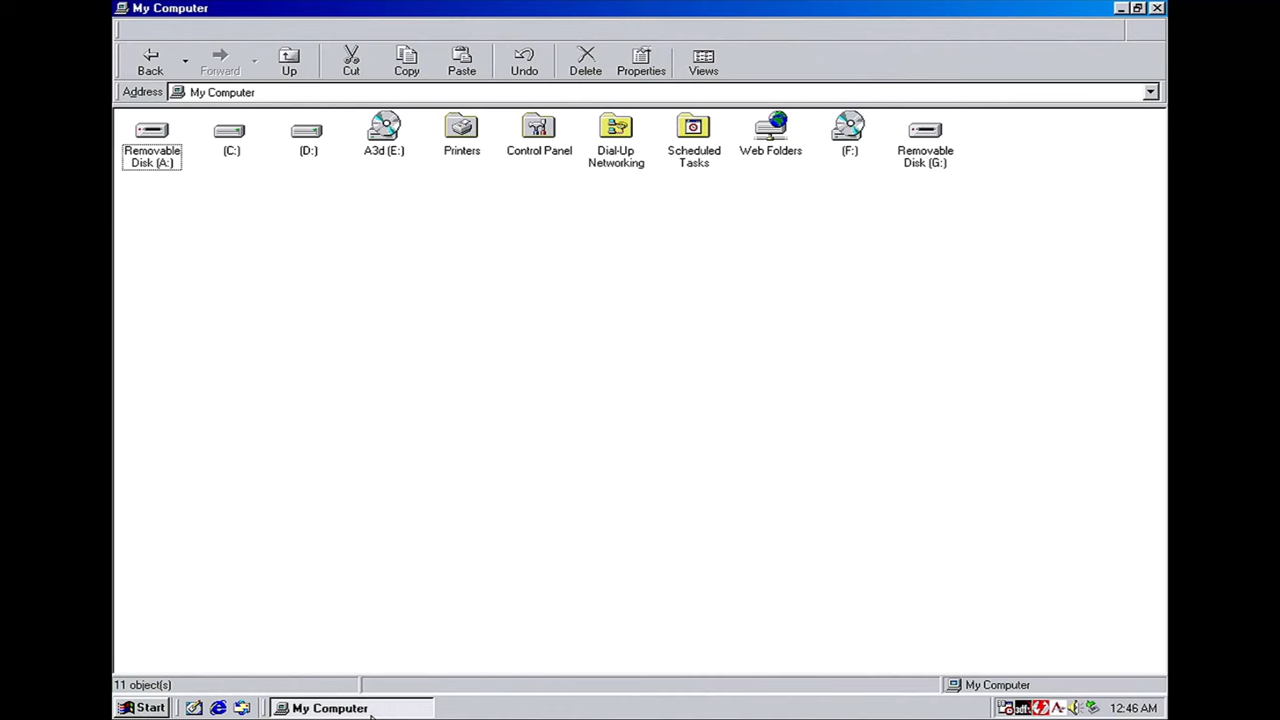 My Computer
Back Forward Up Cut Copy Paste Undo Delete Properties Views
Address My Computer
Removable Disk (A:)
(C:)
(D:)
A3d (E:)
Printers
Control Panel
Dial-Up Networking
Scheduled Tasks
Web Folders
(F:)
Removable Disk (G:)
11 object(s)
My Computer
Start
My Computer
12:46 AM